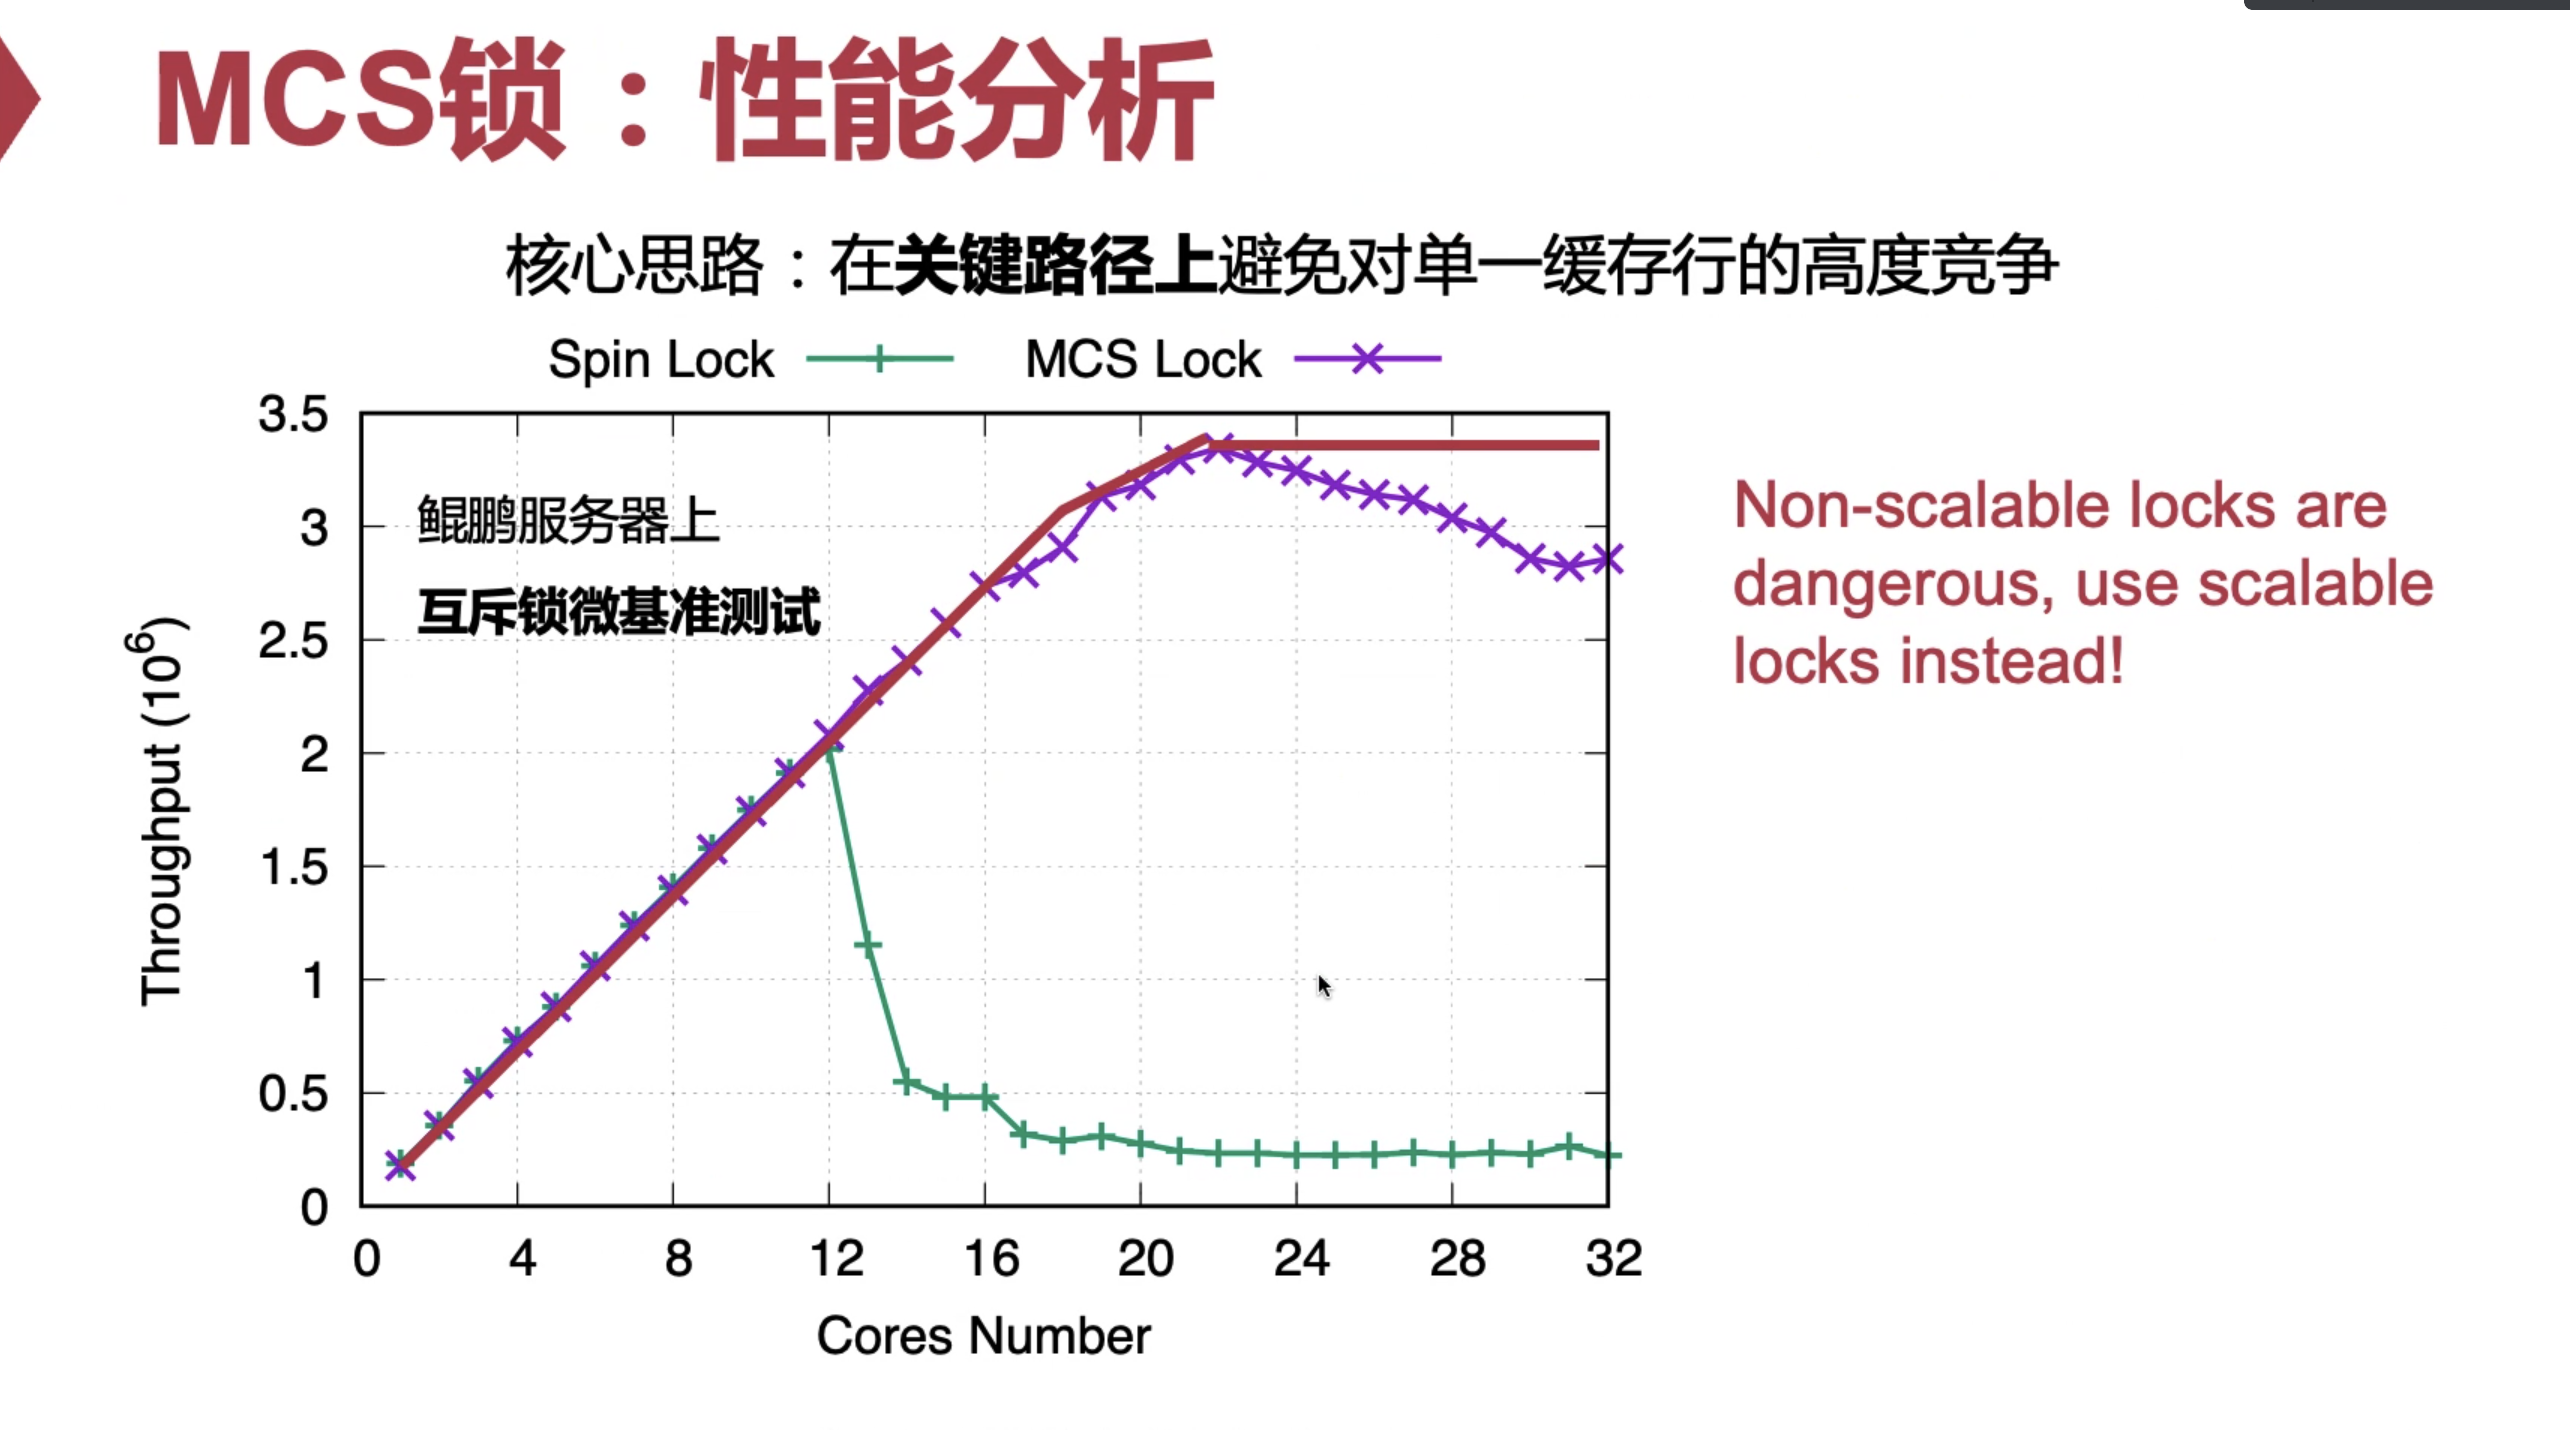 MCS锁：性能分析
核心思路：在关键路径上避免对单一缓存行的高度竞争
Spin Lock
MCS Lock
3.5
3
2.5
2
1.5
1
0.5
0
Throughput (10⁶)
鲲鹏服务器上
互斥锁微基准测试
Non-scalable locks are
dangerous, use scalable
locks instead!
0 4 8 12 16 20 24 28 32
Cores Number